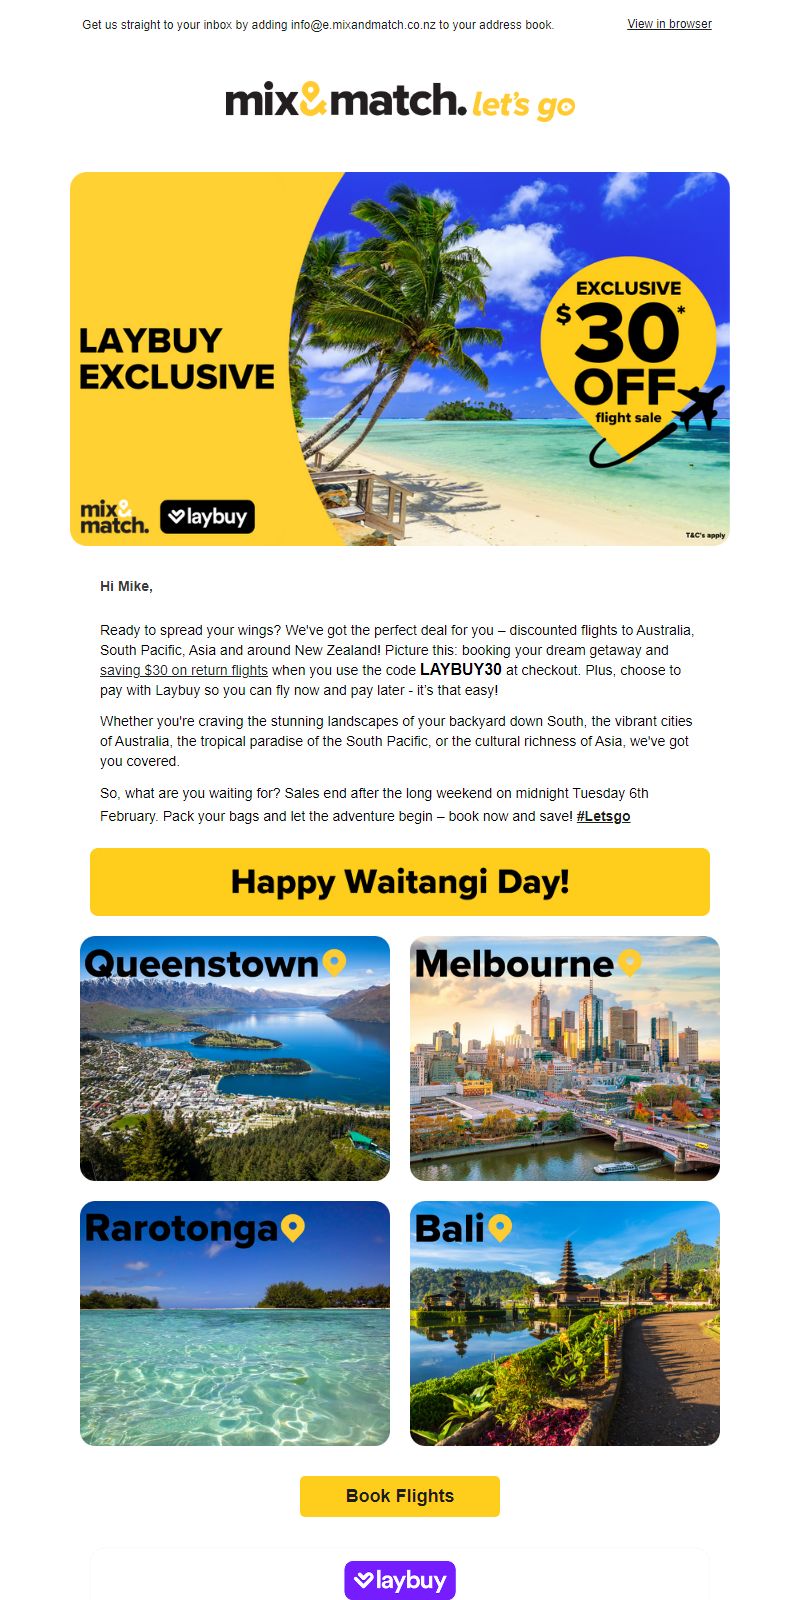 Get us straight to your inbox by adding info@e.mixandmatch.co.nz to your address book.
View in browser
mix&match. let's go
LAYBUY
EXCLUSIVE
EXCLUSIVE
$30*
OFF
flight sale
mix&
match.
laybuy
T&C's apply
Hi Mike,
Ready to spread your wings? We've got the perfect deal for you – discounted flights to Australia,
South Pacific, Asia and around New Zealand! Picture this: booking your dream getaway and
saving $30 on return flights when you use the code LAYBUY30 at checkout. Plus, choose to
pay with Laybuy so you can fly now and pay later - it’s that easy!
Whether you're craving the stunning landscapes of your backyard down South, the vibrant cities
of Australia, the tropical paradise of the South Pacific, or the cultural richness of Asia, we've got
you covered.
So, what are you waiting for? Sales end after the long weekend on midnight Tuesday 6th
February. Pack your bags and let the adventure begin – book now and save! #Letsgo
Happy Waitangi Day!
Queenstown
Melbourne
Rarotonga
Bali
Book Flights
laybuy